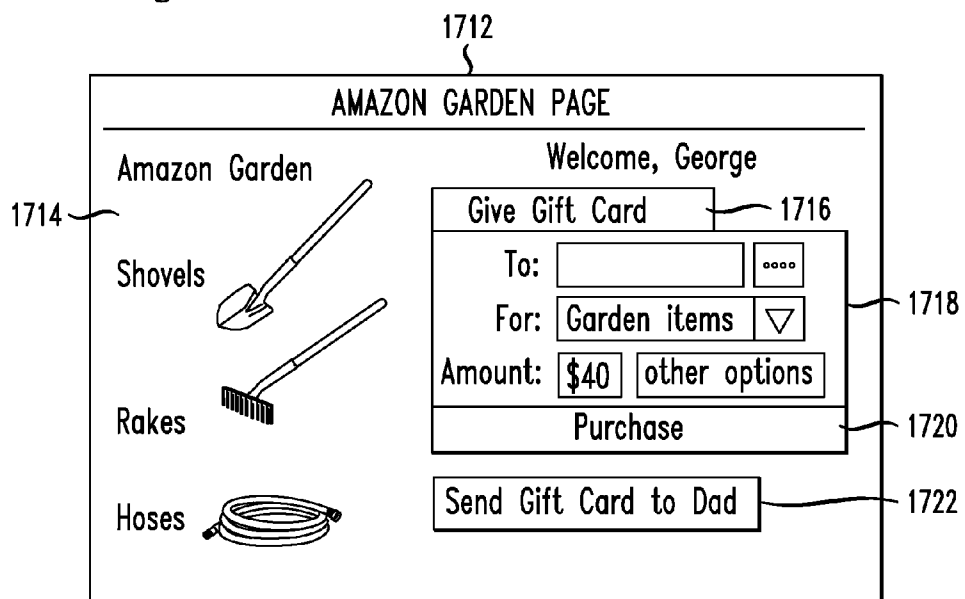 1712
AMAZON GARDEN PAGE
Amazon Garden
Welcome, George
1714
Give Gift Card
1716
To:
Shovels
1718
For: Garden items
Amount: $40 other options
Rakes
Purchase
1720
Hoses
Send Gift Card to Dad
1722